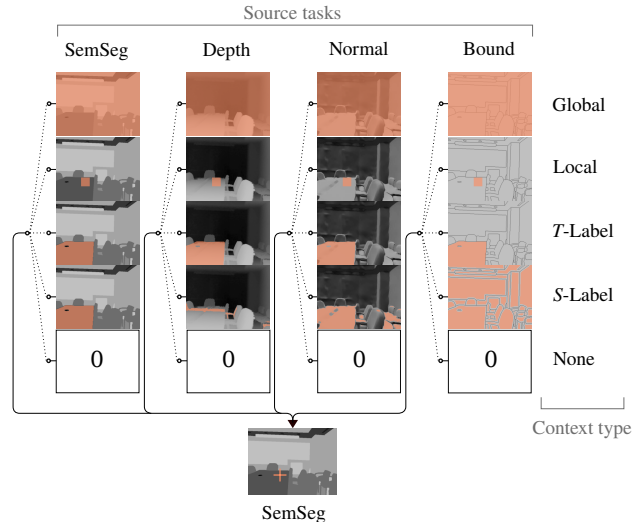 Source tasks
SemSeg Depth Normal Bound
Global
Local
T-Label
S-Label
0 0 0 0 None
Context type
SemSeg